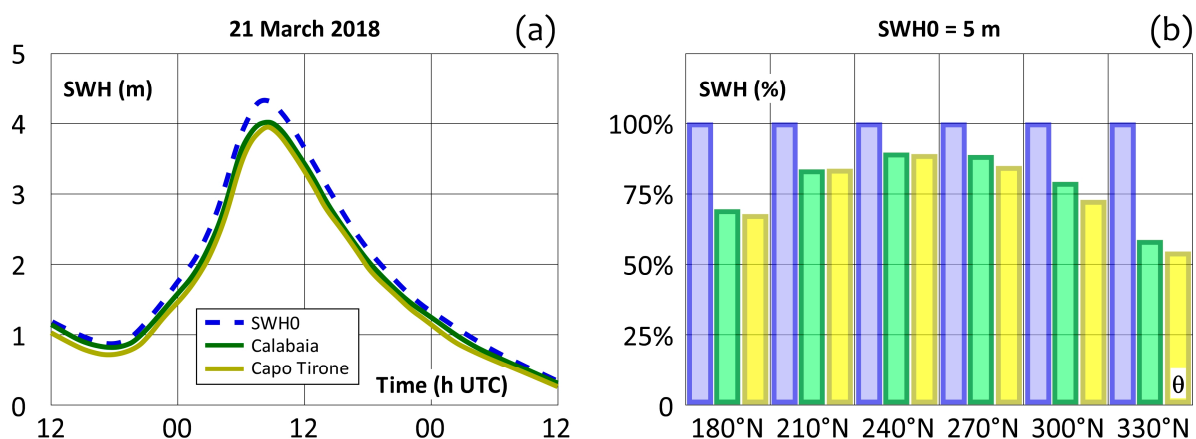 21 March 2018
(a)
SWH (m)
5
4
3
2
1
0
SWH0
Calabaia
Capo Tirone
Time (h UTC)
12 00 12 00 12
SWH0 = 5 m
(b)
SWH (%)
100%
75%
50%
25%
0
θ
180°N 210°N 240°N 270°N 300°N 330°N